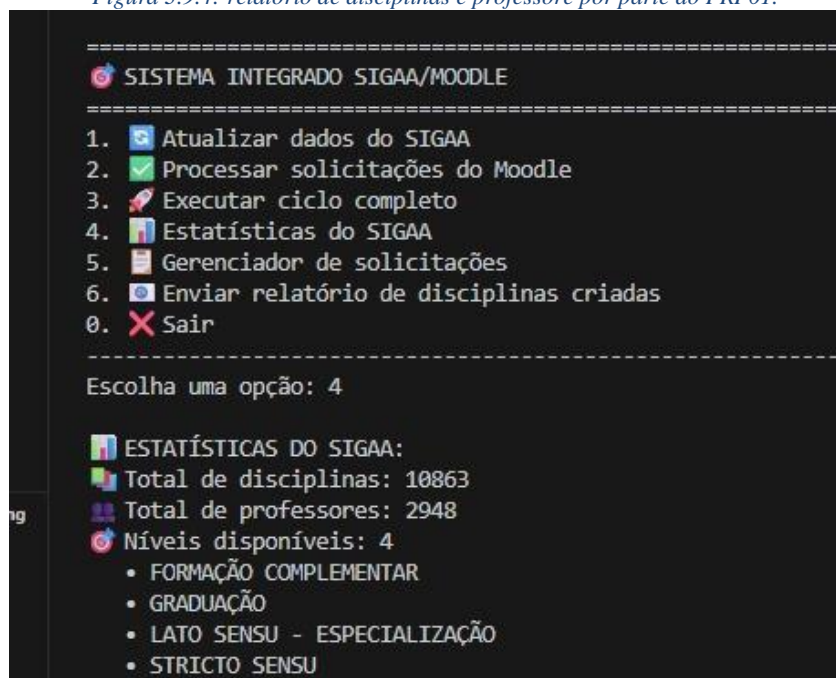 Figura 3.9.4: relatório de disciplinas e professore por parte do PRP01.
SISTEMA INTEGRADO SIGAA/MOODLE
1. Atualizar dados do SIGAA
2. Processar solicitações do Moodle
3. Executar ciclo completo
4. Estatísticas do SIGAA
5. Gerenciador de solicitações
6. Enviar relatório de disciplinas criadas
0. Sair
Escolha uma opção: 4
ESTATÍSTICAS DO SIGAA:
Total de disciplinas: 10863
ng
Total de professores: 2948
Níveis disponíveis: 4
• FORMAÇÃO COMPLEMENTAR
• GRADUAÇÃO
• LATO SENSU - ESPECIALIZAÇÃO
• STRICTO SENSU